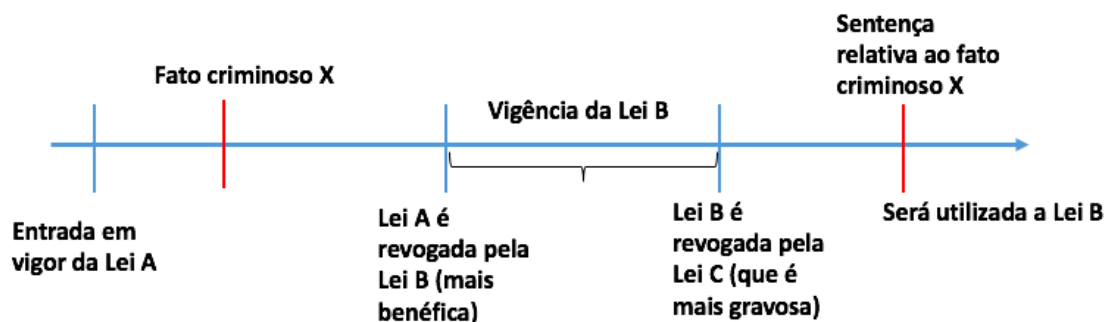 Sentença
relativa ao fato
criminoso X
Fato criminoso X
Vigência da Lei B
Entrada em
vigor da Lei A
Lei A é
revogada pela
Lei B (mais
benéfica)
Lei B é
revogada pela
Lei C (que é
mais gravosa)
Será utilizada a Lei B